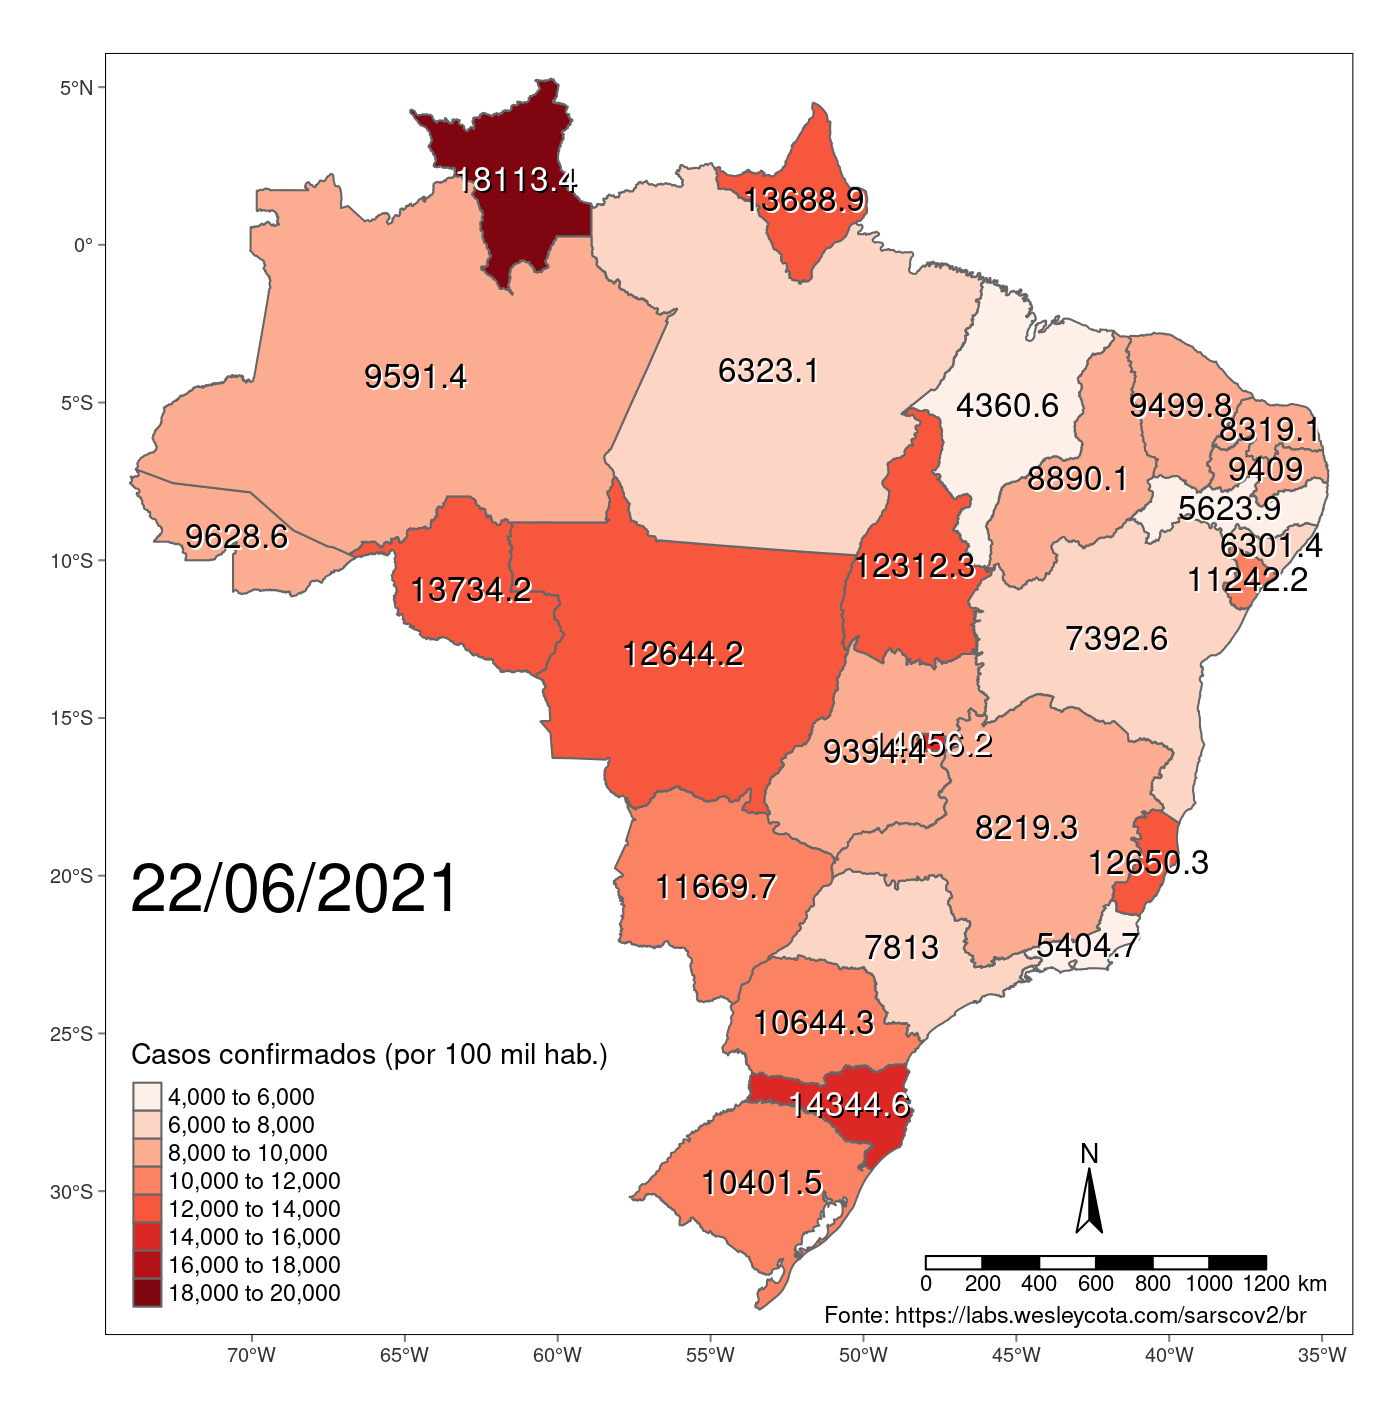 5°N
0°
5°S
10°S
15°S
20°S
25°S
30°S
18113.4
13688.9
9591.4
6323.1
4360.6
9499.8
8319.1
9409
8890.1
5623.9
9628.6
6301.4
12312.3
11242.2
13734.2
12644.2
7392.6
14056.2
9394.4
8219.3
12650.3
11669.7
7813
5404.7
10644.3
14344.6
10401.5
22/06/2021
Casos confirmados (por 100 mil hab.)
4,000 to 6,000
6,000 to 8,000
8,000 to 10,000
10,000 to 12,000
12,000 to 14,000
14,000 to 16,000
16,000 to 18,000
18,000 to 20,000
N
0 200 400 600 800 1000 1200 km
Fonte: https://labs.wesleycota.com/sarscov2/br
70°W 65°W 60°W 55°W 50°W 45°W 40°W 35°W